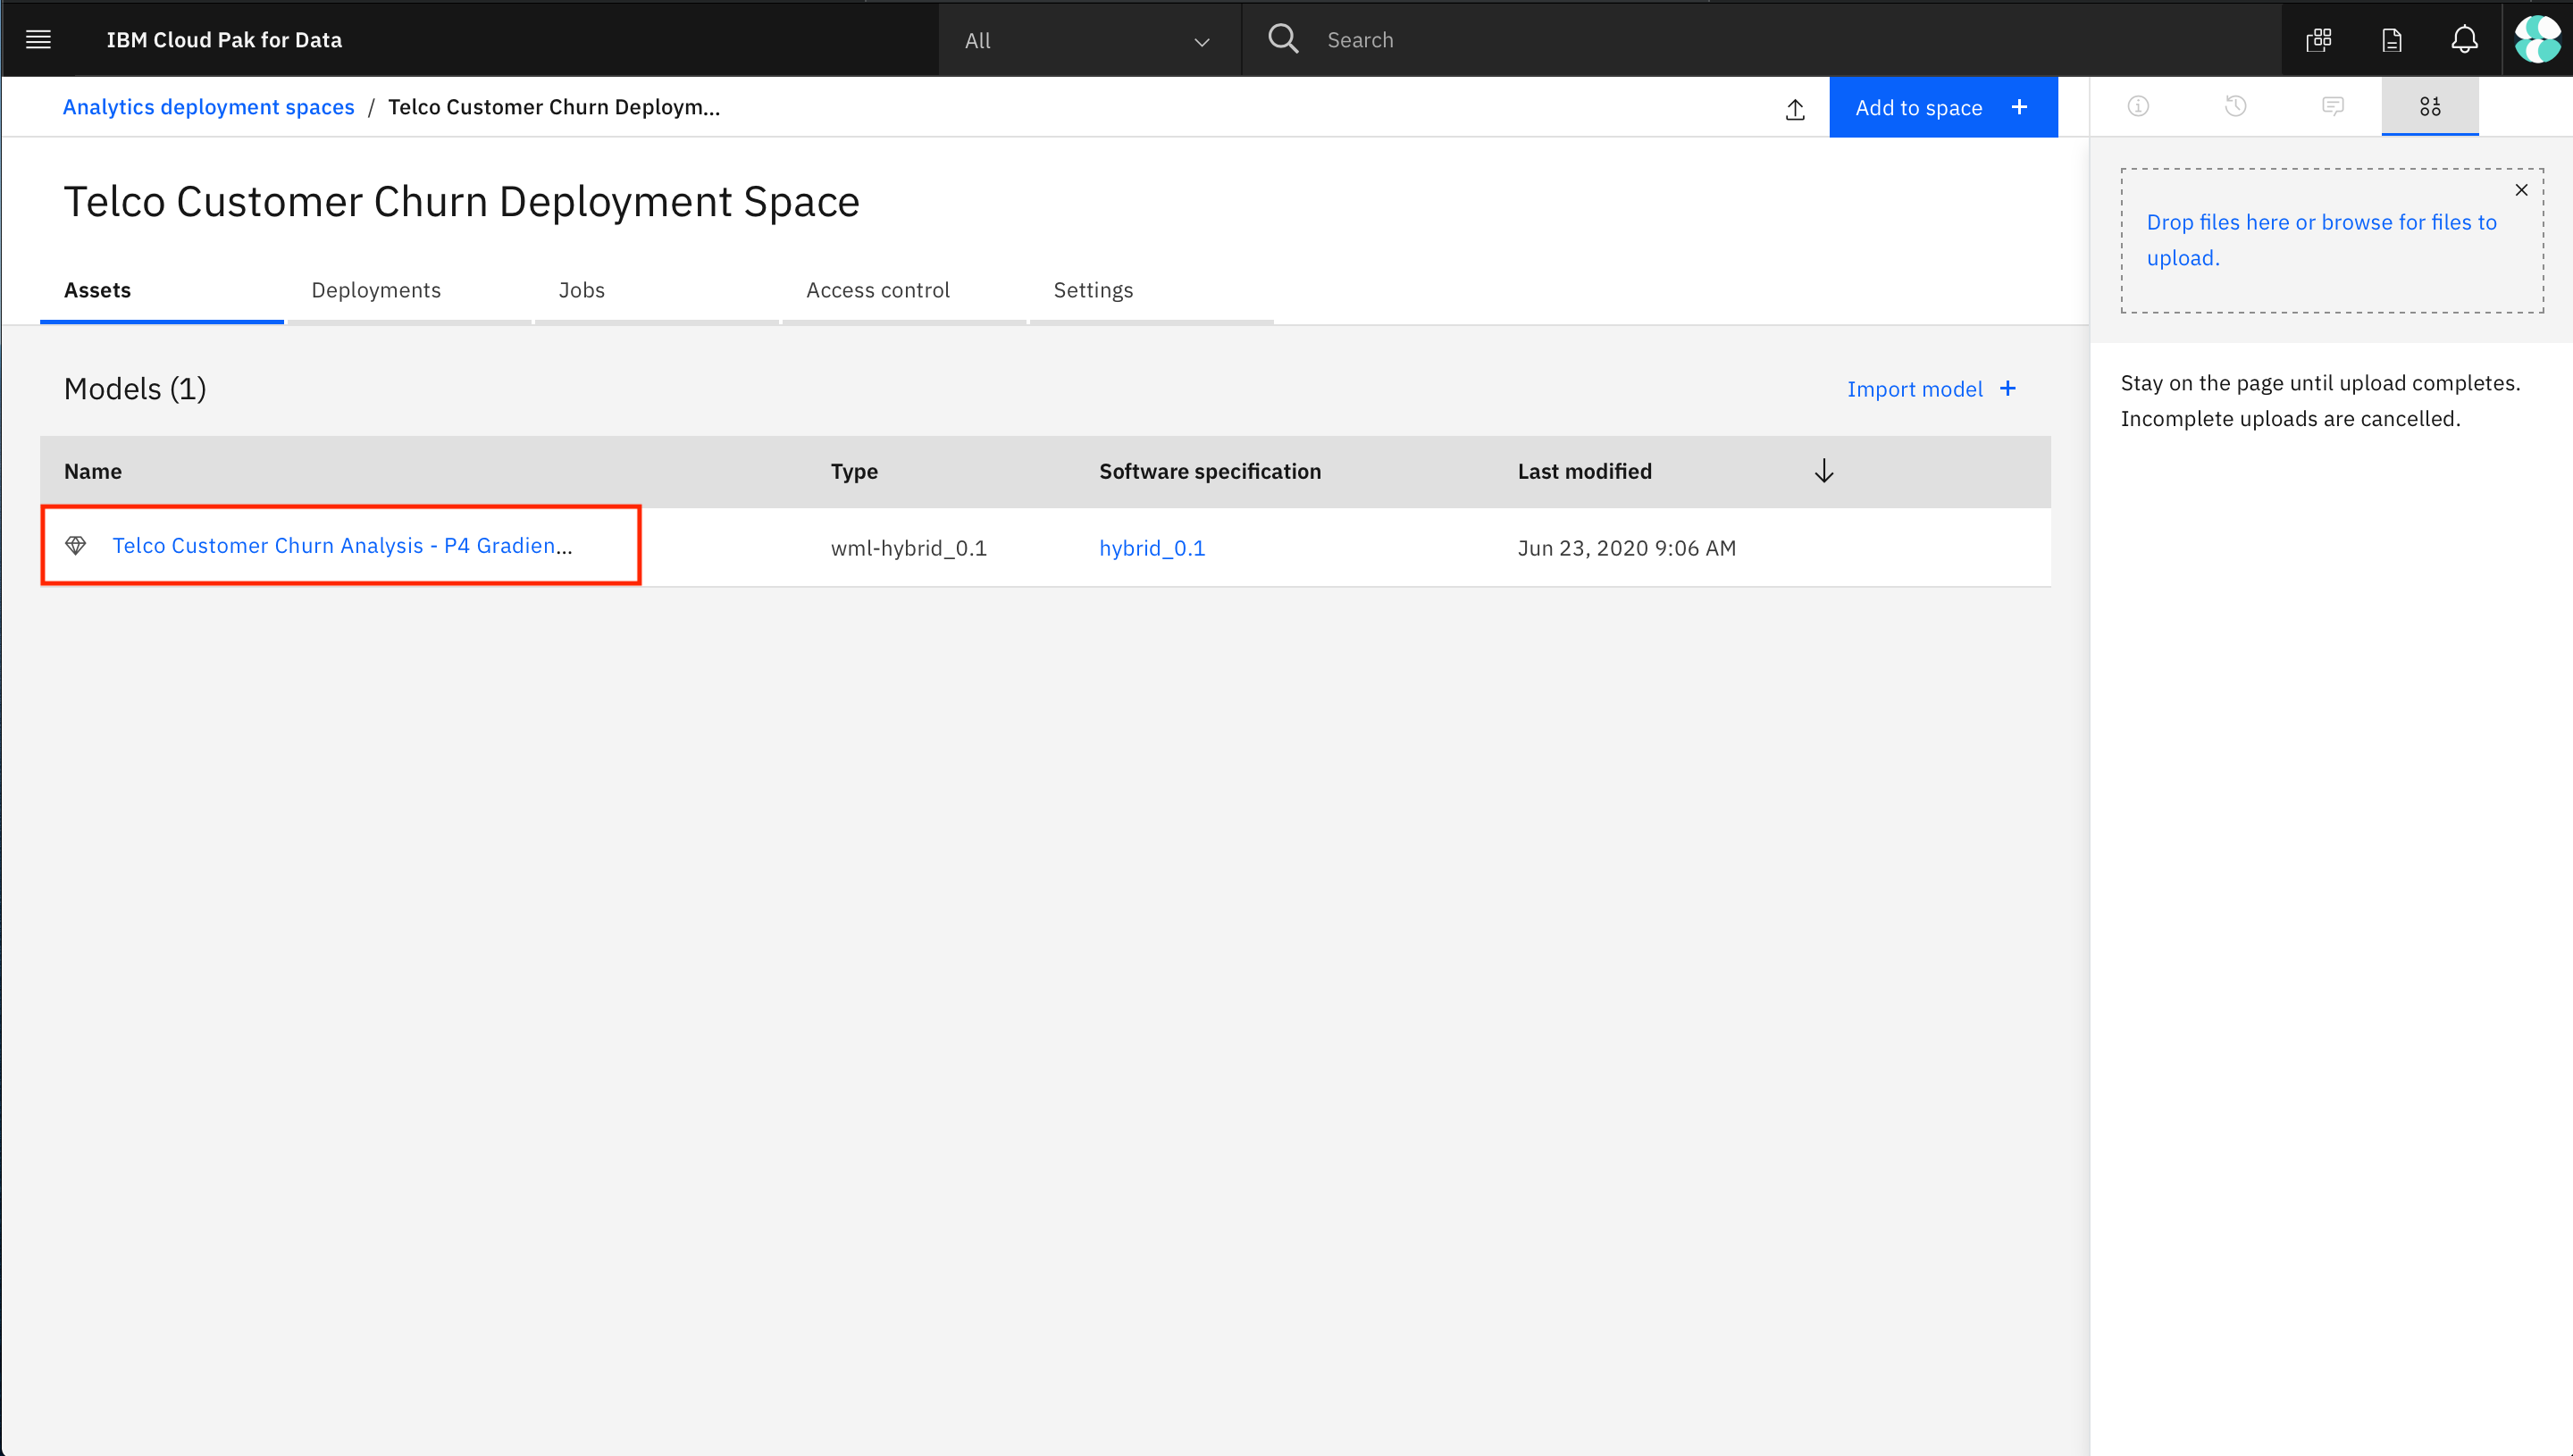 IBM Cloud Pak for Data
All
Search
Analytics deployment spaces / Telco Customer Churn Deploym...
Add to space +
Telco Customer Churn Deployment Space
Assets
Deployments
Jobs
Access control
Settings
Models (1)
Import model +
Name
Type
Software specification
Last modified
Telco Customer Churn Analysis - P4 Gradien...
wml-hybrid_0.1
hybrid_0.1
Jun 23, 2020 9:06 AM
Drop files here or browse for files to
upload.
Stay on the page until upload completes.
Incomplete uploads are cancelled.